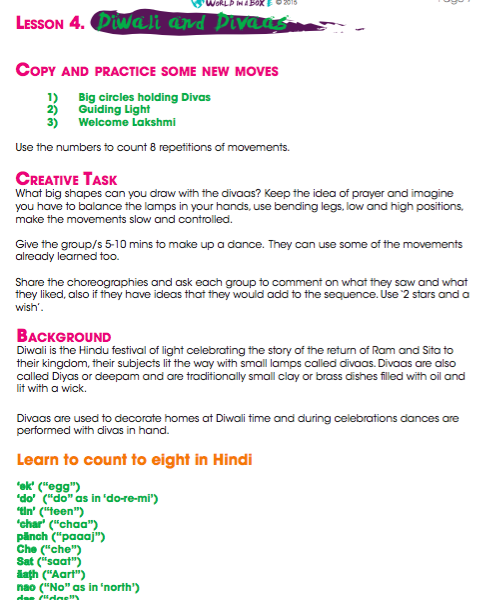 WORLD IN A BOX © 2015
Page
LESSON 4. Diwali and Divaas
COPY AND PRACTICE SOME NEW MOVES
1) Big circles holding Divas
2) Guiding Light
3) Welcome Lakshmi
Use the numbers to count 8 repetitions of movements.
CREATIVE TASK
What big shapes can you draw with the divaas? Keep the idea of prayer and imagine
you have to balance the lamps in your hands, use bending legs, low and high positions,
make the movements slow and controlled.
Give the group/s 5-10 mins to make up a dance. They can use some of the movements
already learned too.
Share the choreographies and ask each group to comment on what they saw and what
they liked, also if they have ideas that they would add to the sequence. Use ‘2 stars and a
wish’.
BACKGROUND
Diwali is the Hindu festival of light celebrating the story of the return of Ram and Sita to
their kingdom, their subjects lit the way with small lamps called divaas. Divaas are also
called Diyas or deepam and are traditionally small clay or brass dishes filled with oil and
lit with a wick.
Divaas are used to decorate homes at Diwali time and during celebrations dances are
performed with divas in hand.
Learn to count to eight in Hindi
‘ek’ (“egg”)
‘do’ (“do” as in ‘do-re-mi’)
‘tin’ (“teen”)
‘char’ (“chaa”)
pānch (“paaaj”)
Che (“che”)
Sat (“saat”)
āaţh (“Aart”)
nao (“No” as in ‘north’)
das (“das”)